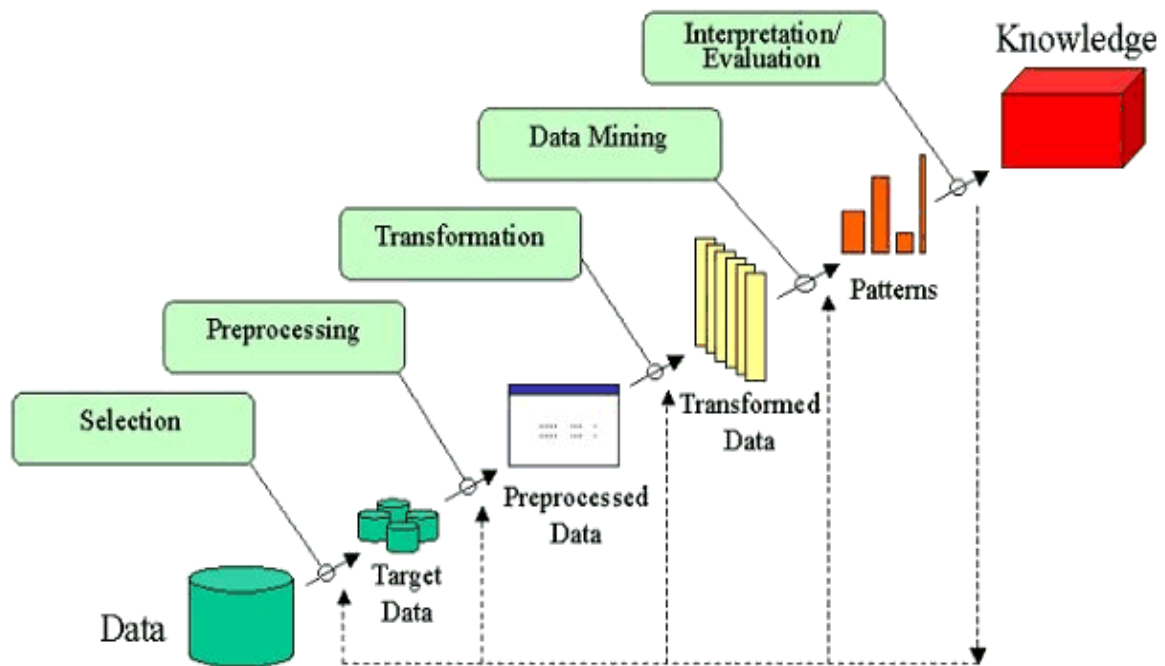 Interpretation/
Evaluation
Knowledge
Data Mining
Transformation
Patterns
Preprocessing
Transformed
Data
Selection
Preprocessed
Data
Target
Data
Data